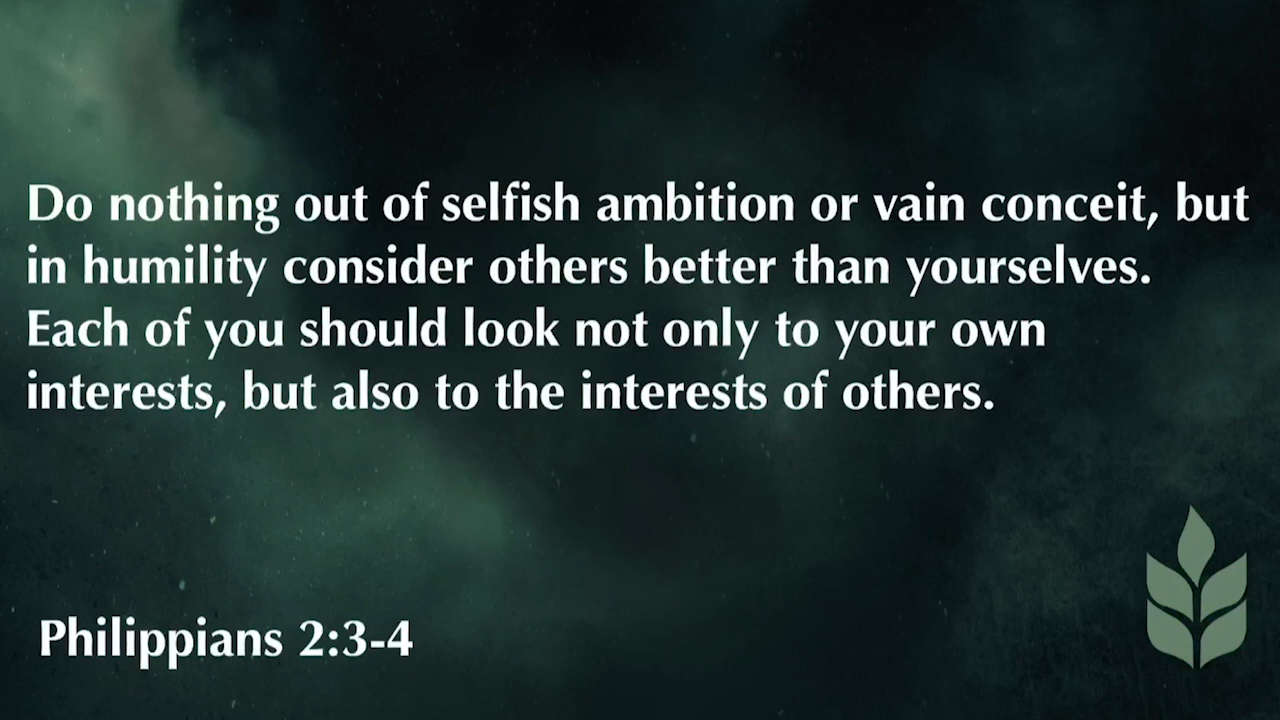 Do nothing out of selfish ambition or vain conceit, but
in humility consider others better than yourselves.
Each of you should look not only to your own
interests, but also to the interests of others.
Philippians 2:3-4